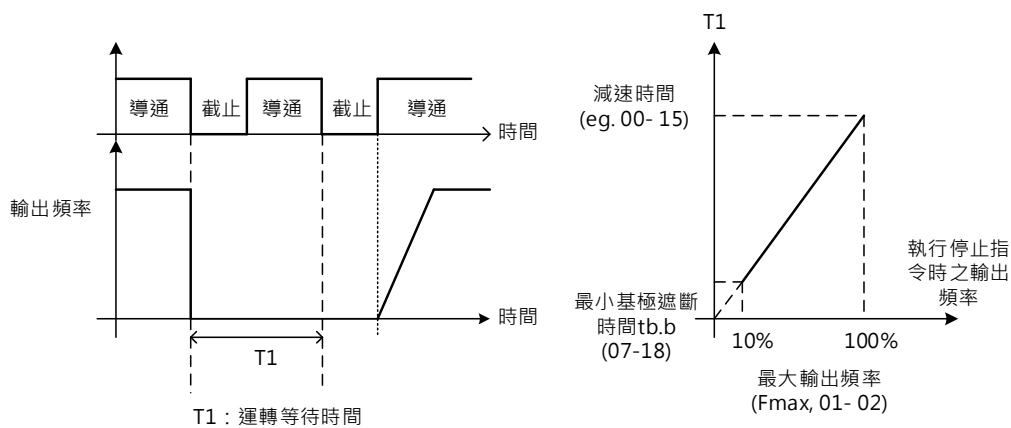 導通
截止
導通
截止
導通
時間
輸出頻率
時間
T1
T1：運轉等待時間
T1
減速時間
(eg. 00- 15)
執行停止指
令時之輸出
頻率
最小基極遮斷
時間tb.b
(07-18)
10%
100%
最大輸出頻率
(Fmax, 01- 02)